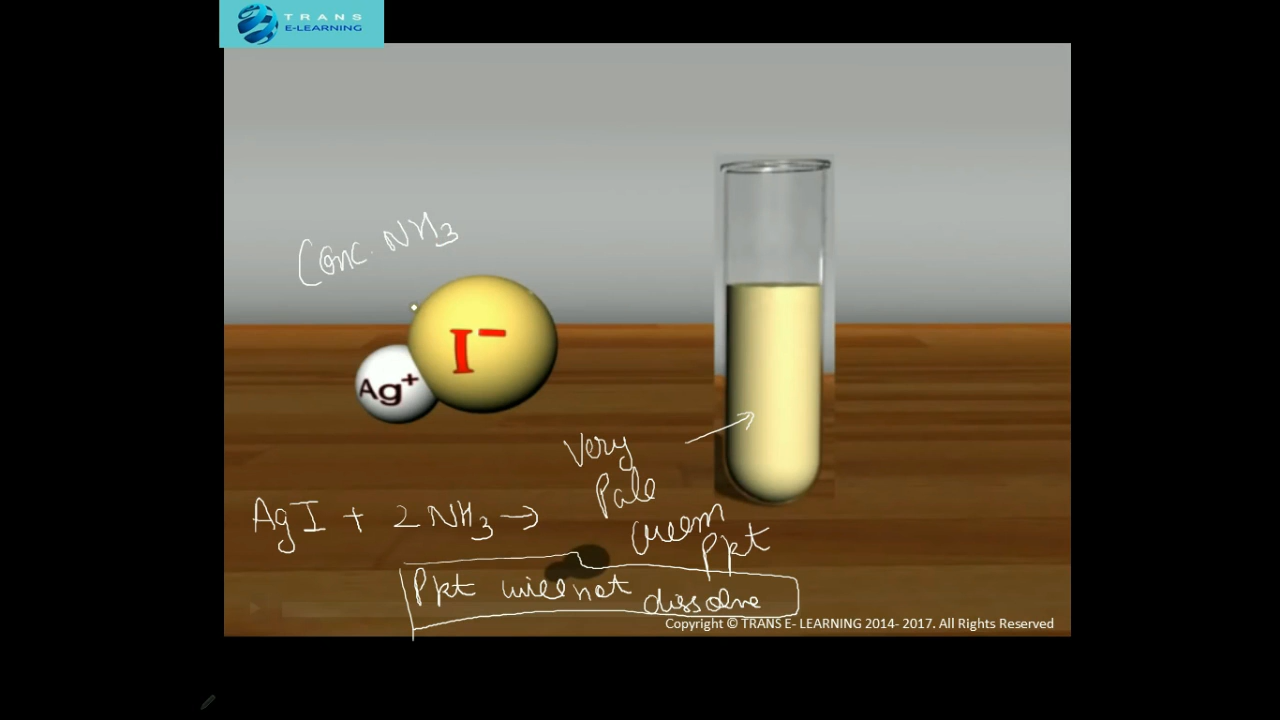 TRANS
E-LEARNING
Conc. NH3
I⁻
Ag⁺
Very
Pale
cream
Ppt
AgI + 2NH3 →
Ppt will not dissolve
Copyright © TRANS E- LEARNING 2014- 2017. All Rights Reserved